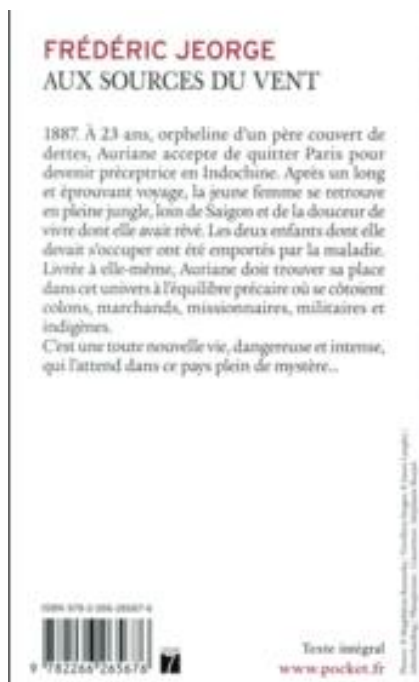 FRÉDÉRIC JEORGE
AUX SOURCES DU VENT
1887. À 23 ans, orpheline d'un père couvert de
dettes, Auriane accepte de quitter Paris pour
devenir préceptrice en Indochine. Après un long
et éprouvant voyage, la jeune femme se retrouve
en pleine jungle, loin de Saigon et de la douceur de
vivre dont elle avait rêvé. Les deux enfants dont elle
devait s'occuper ont été emportés par la maladie.
Livrée à elle-même, Auriane doit trouver sa place
dans cet univers à l'équilibre précaire où se côtoient
colons, marchands, missionnaires, militaires et
indigènes.
C'est une toute nouvelle vie, dangereuse et intense,
qui l'attend dans ce pays plein de mystère...
9 782266 265676
Texte intégral
www.pocket.fr